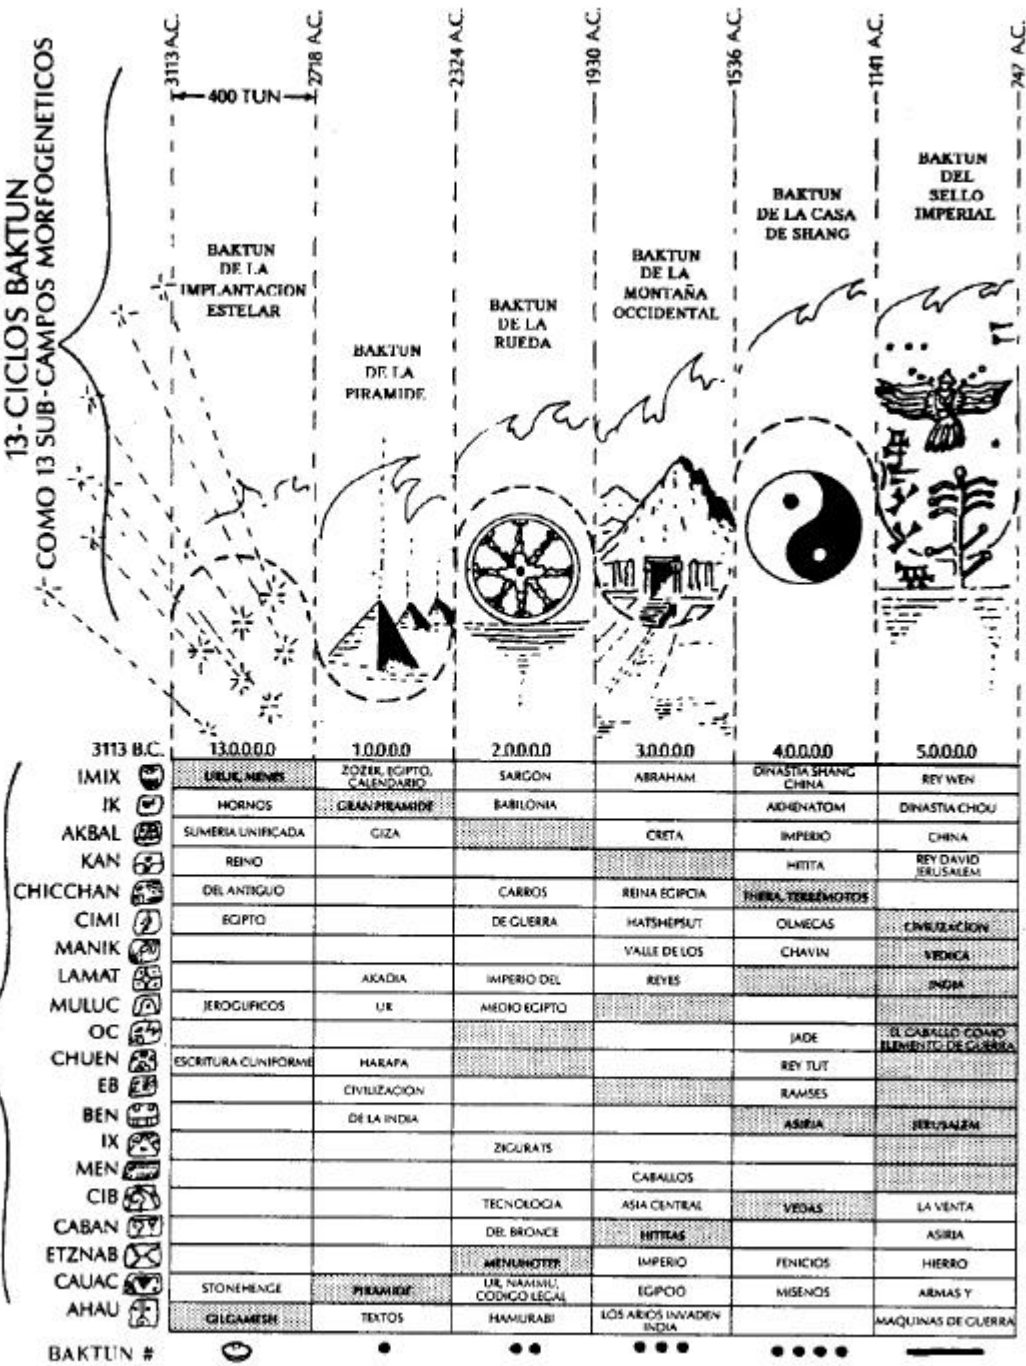 13-CICLOS BAKTUN
COMO 13 SUB-CAMPOS MORFOGENETICOS
3113 A.C.
2718 A.C.
2324 A.C.
1930 A.C.
1536 A.C.
1141 A.C.
747 A.C.
400 TUN
BAKTUN
DE LA
IMPLANTACION
ESTELAR
BAKTUN
DE LA
PIRAMIDE
BAKTUN
DE LA
RUEDA
BAKTUN
DE LA
MONTAÑA
OCCIDENTAL
BAKTUN
DE LA CASA
DE SHANG
BAKTUN
DEL
SELLO
IMPERIAL
3113 B.C. 13.0.0.0.0 1.0.0.0.0 2.0.0.0.0 3.0.0.0.0 4.0.0.0.0 5.0.0.0.0
IMIX URUK, MENES ZOZER, EGIPTO, CALENDARIO SARGON ABRAHAM DINASTIA SHANG CHINA REY WEN
IK HORNOS GRAN PIRAMIDE BABILONIA AKHENATOM DINASTIA CHOU
AKBAL SUMERIA UNIFICADA GIZA CRETA IMPERIO CHINA
KAN REINO HITITA REY DAVID JERUSALEM
CHICCHAN DEL ANTIGUO CARROS REINA EGIPCIA THERA, TERREMOTOS
CIMI EGIPTO DE GUERRA HATSHEPSUT OLMECAS CIVILIZACION
MANIK VALLE DE LOS CHAVIN VEDICA
LAMAT AKADIA IMPERIO DEL REYES INDIA
MULUC JEROGLIFICOS UR MEDIO EGIPTO
OC JADE EL CABALLO COMO ELEMENTO DE GUERRA
CHUEN ESCRITURA CUNIFORME HARAPA REY TUT
EB CIVILIZACION RAMSES
BEN DE LA INDIA ASIRIA JERUSALEM
IX ZIGURATS
MEN CABALLOS
CIB TECNOLOGIA ASIA CENTRAL VEDAS LA VENTA
CABAN DEL BRONCE HITITAS ASIRIA
ETZNAB MENUHOTEP IMPERIO FENICIOS HIERRO
CAUAC STONEHENGE PIRAMIDE UR, NAMMU, CODIGO LEGAL EGIPCIO MISENOS ARMAS Y
AHAU GILGAMESH TEXTOS HAMURABI LOS ARIOS INVADEN INDIA MAQUINAS DE GUERRA
BAKTUN #